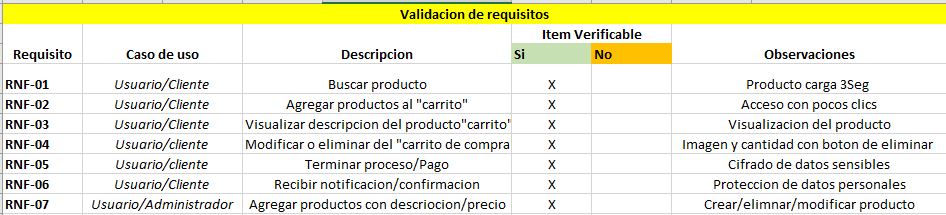 Validacion de requisitos
Item Verificable
Requisito Caso de uso Descripcion Si No Observaciones
RNF-01 Usuario/Cliente Buscar producto X Producto carga 3Seg
RNF-02 Usuario/Cliente Agregar productos al "carrito" X Acceso con pocos clics
RNF-03 Usuario/Cliente Visualizar descripcion del producto"carrito" X Visualizacion del producto
RNF-04 Usuario/Cliente Modificar o eliminar del "carrito de compra X Imagen y cantidad con boton de eliminar
RNF-05 Usuario/Cliente Terminar proceso/Pago X Cifrado de datos sensibles
RNF-06 Usuario/Cliente Recibir notificacion/confirmacion X Proteccion de datos personales
RNF-07 Usuario/Administrador Agregar productos con descriocion/precio X Crear/elimnar/modificar producto